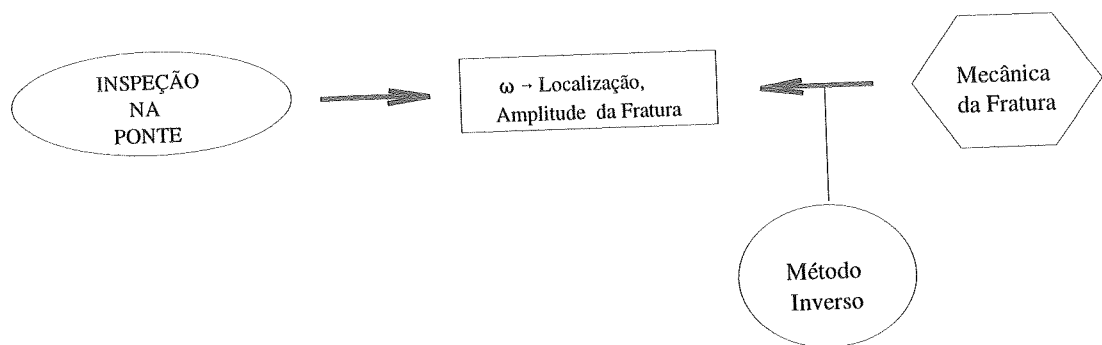 INSPEÇÃO
NA
PONTE
ω → Localização,
Amplitude da Fratura
Mecânica
da Fratura
Método
Inverso